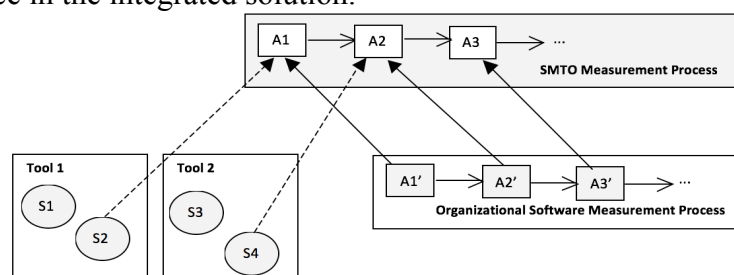 ee in the integrated solution.
A1 A2 A3 ...
SMTO Measurement Process
Tool 1 Tool 2
S1 S3
A1' A2' A3' ...
S2 S4
Organizational Software Measurement Process